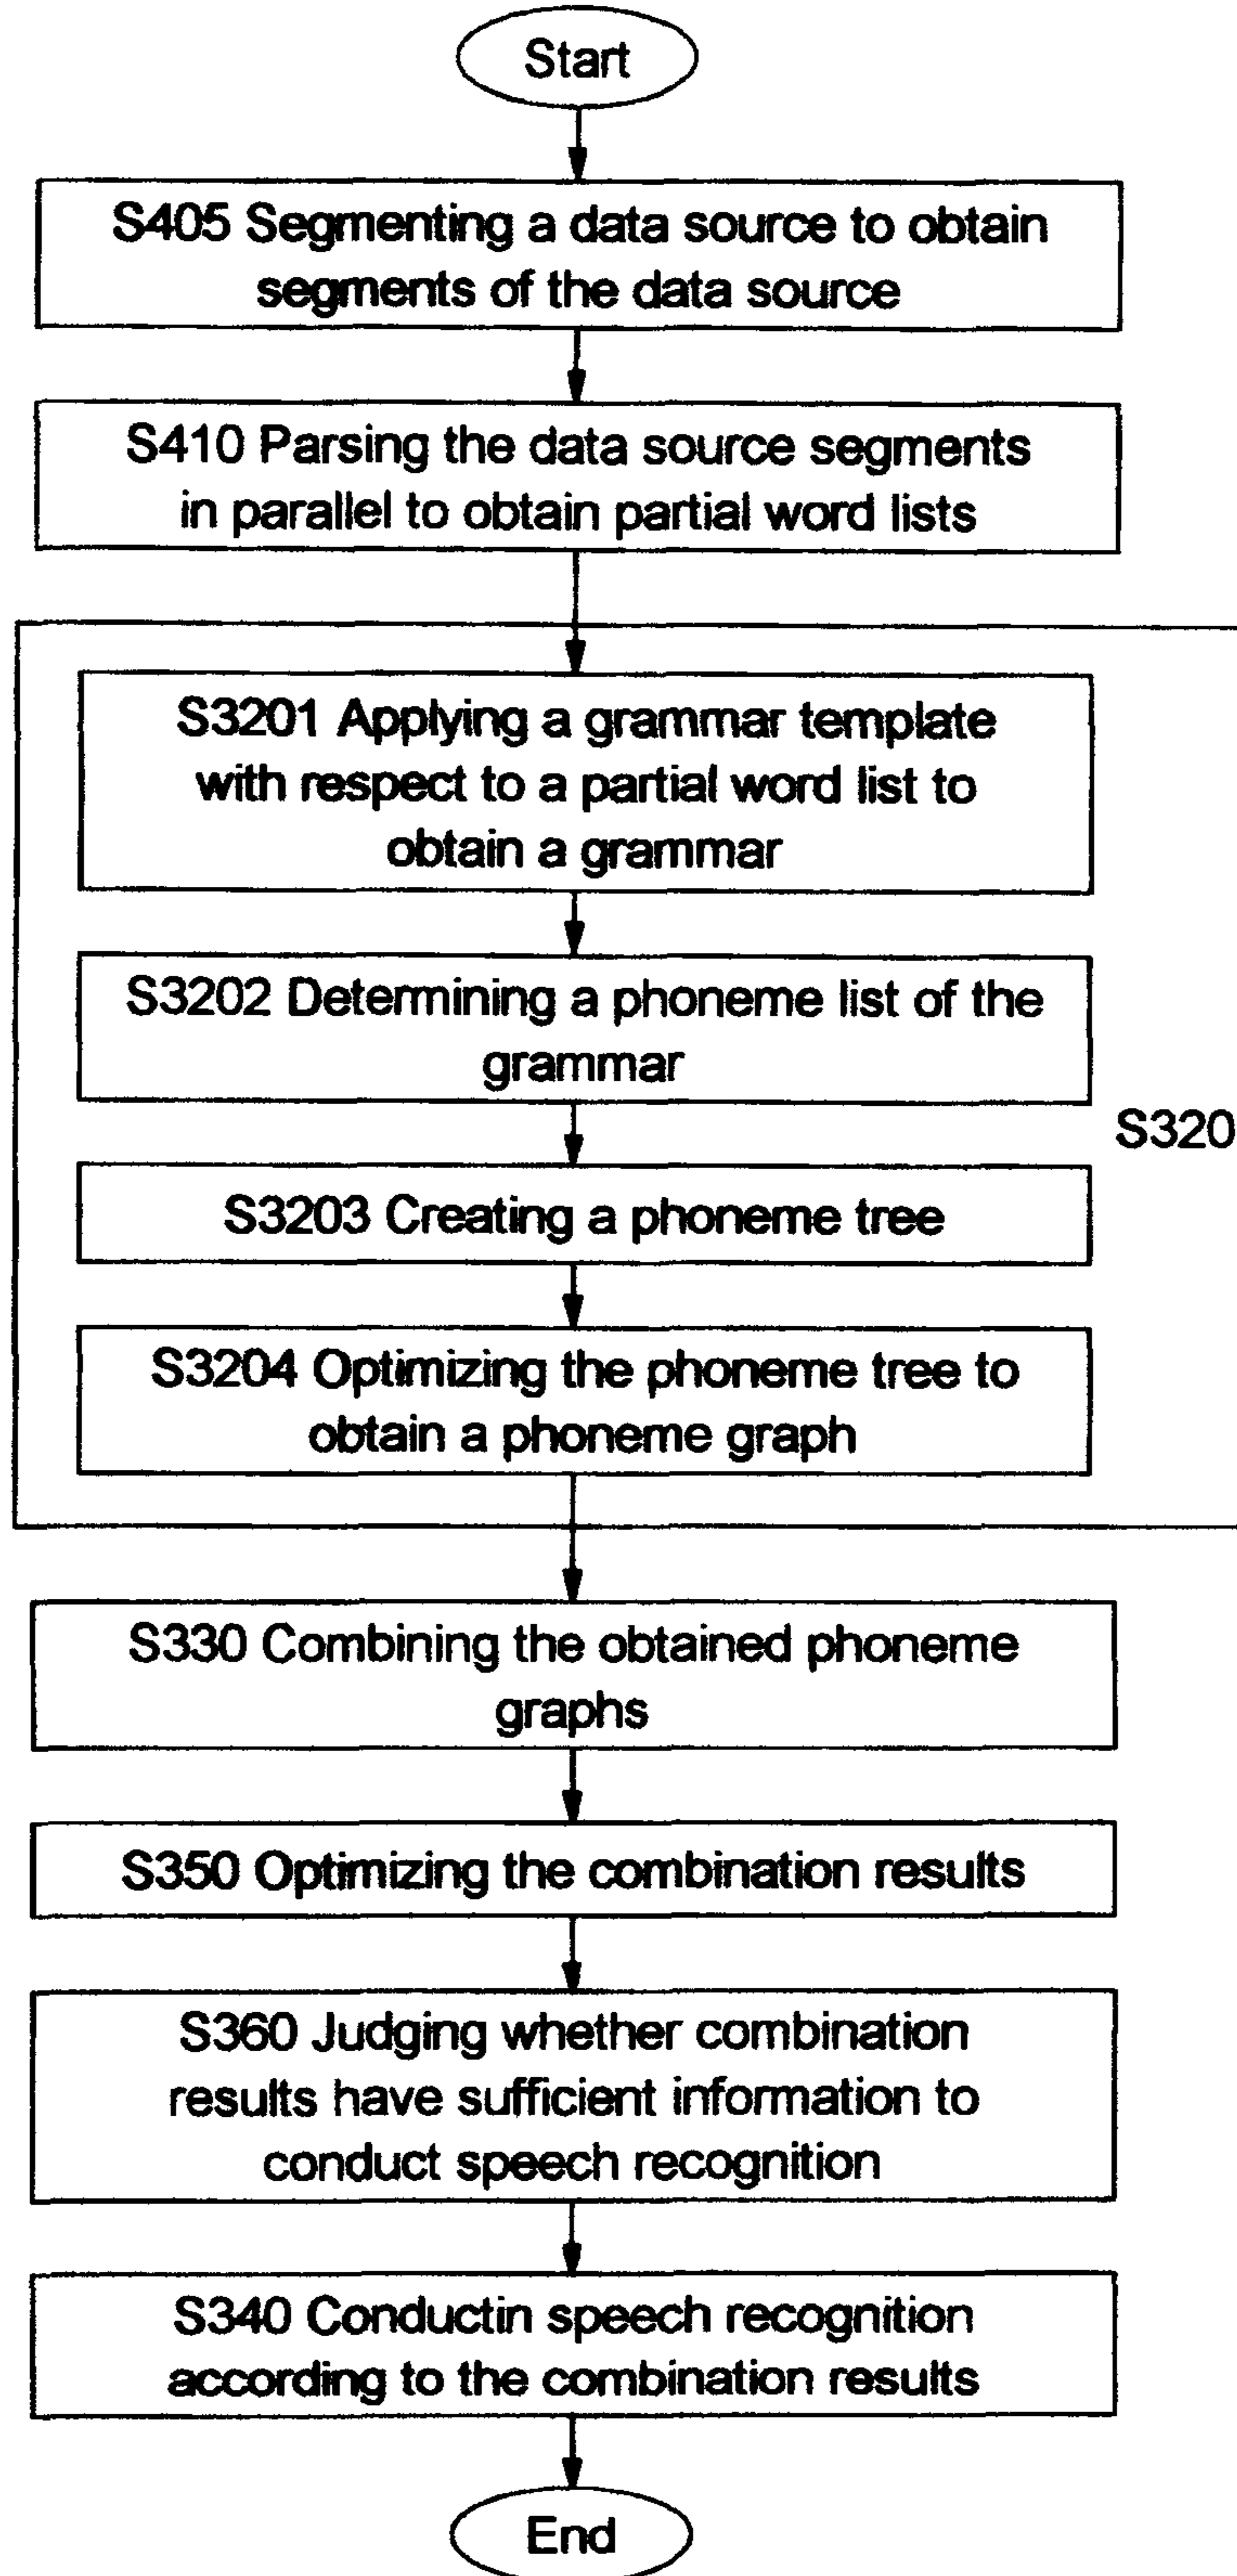 Start
S405 Segmenting a data source to obtain
segments of the data source
S410 Parsing the data source segments
in parallel to obtain partial word lists
S3201 Applying a grammar template
with respect to a partial word list to
obtain a grammar
S3202 Determining a phoneme list of the
grammar
S320
S3203 Creating a phoneme tree
S3204 Optimizing the phoneme tree to
obtain a phoneme graph
S330 Combining the obtained phoneme
graphs
S350 Optimizing the combination results
S360 Judging whether combination
results have sufficient information to
conduct speech recognition
S340 Conductin speech recognition
according to the combination results
End